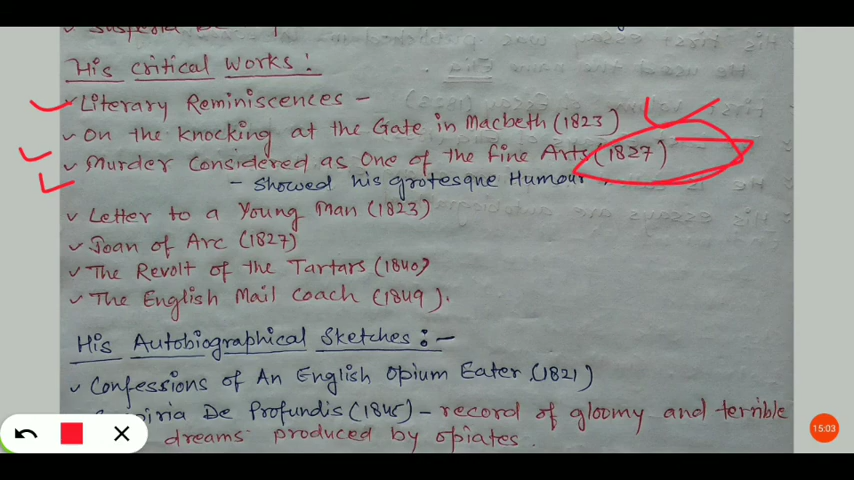 His critical works:
Literary Reminiscences -
On the knocking at the Gate in Macbeth (1823)
Murder Considered as One of the Fine Arts (1827)
- showed his grotesque Humour.
Letter to a Young Man (1823)
Joan of Arc (1827)
The Revolt of the Tartars (1840)
The English Mail Coach (1849).
His Autobiographical Sketches:-
Confessions of An English Opium Eater (1821)
De Profundis (1845) - record of gloomy and terrible
dreams produced by opiates.
15:03